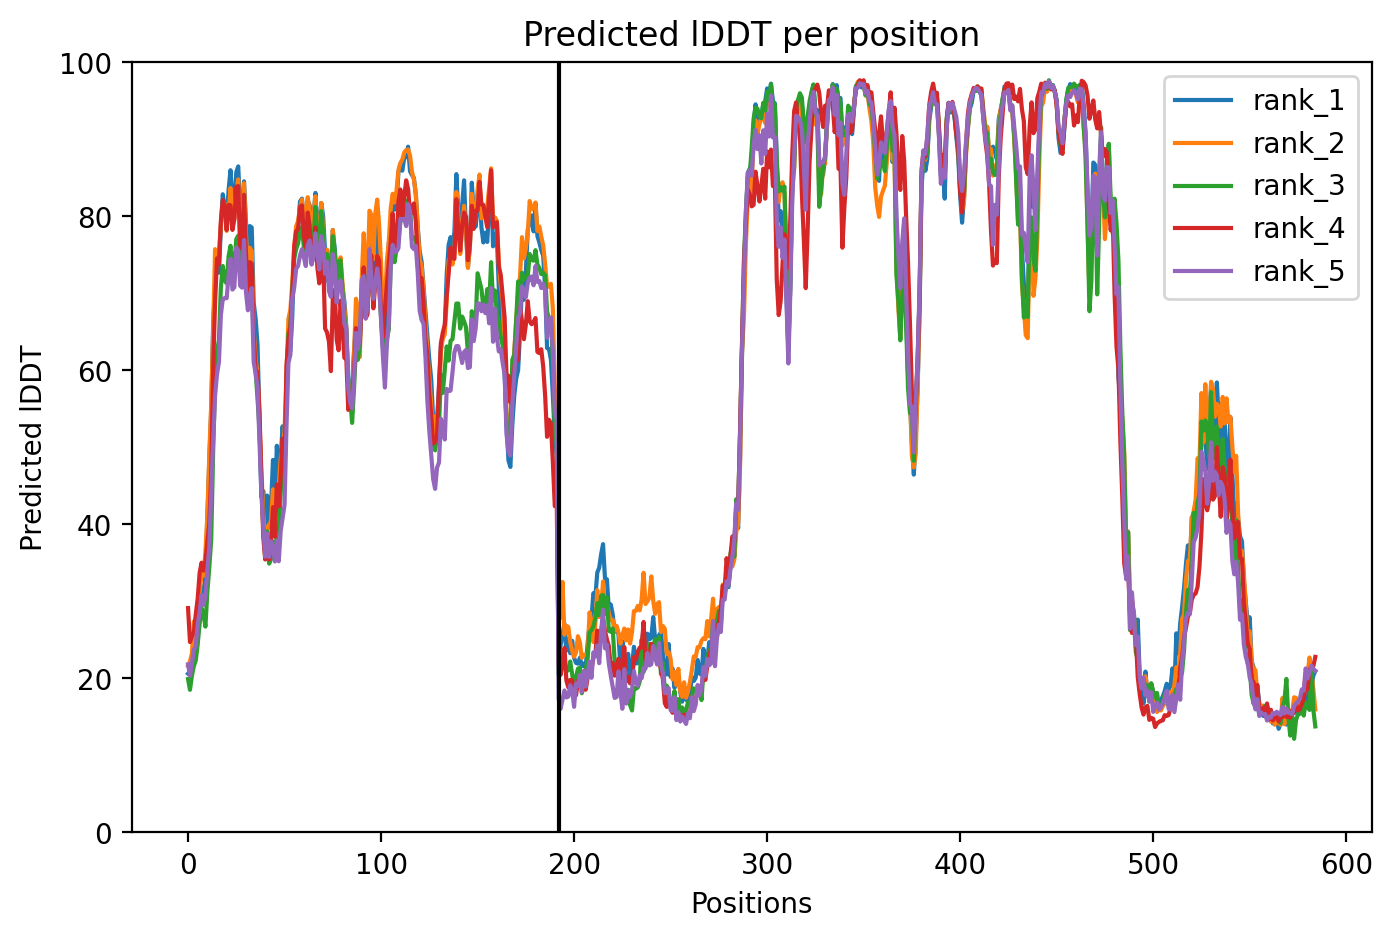 Predicted lDDT per position
Predicted lDDT
100
80
60
40
20
0
rank_1
rank_2
rank_3
rank_4
rank_5
0 100 200 300 400 500 600
Positions